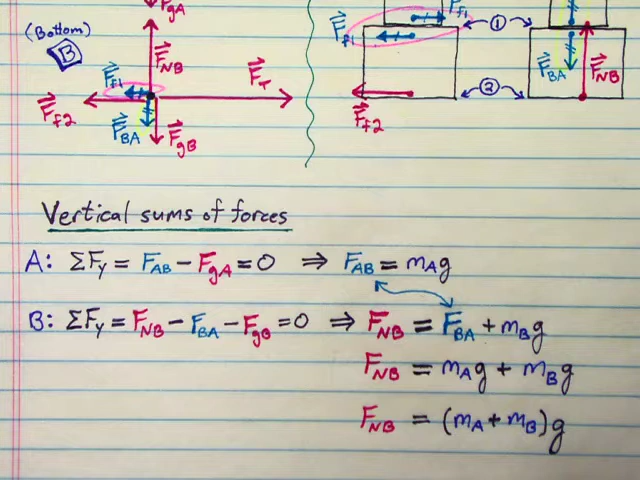 F⃗gA
(Bottom)
B
F⃗NB
F⃗f1
F⃗T
F⃗f2
F⃗BA
F⃗gB
F⃗f1
F⃗f1
①
②
F⃗f2
F⃗BA
F⃗NB
Vertical sums of forces
A: ΣFy = FAB − FgA = 0 ⇒ FAB = mAg
B: ΣFy = FNB − FBA − FgB = 0 ⇒ FNB = FBA + mBg
FNB = mAg + mBg
FNB = (mA + mB)g